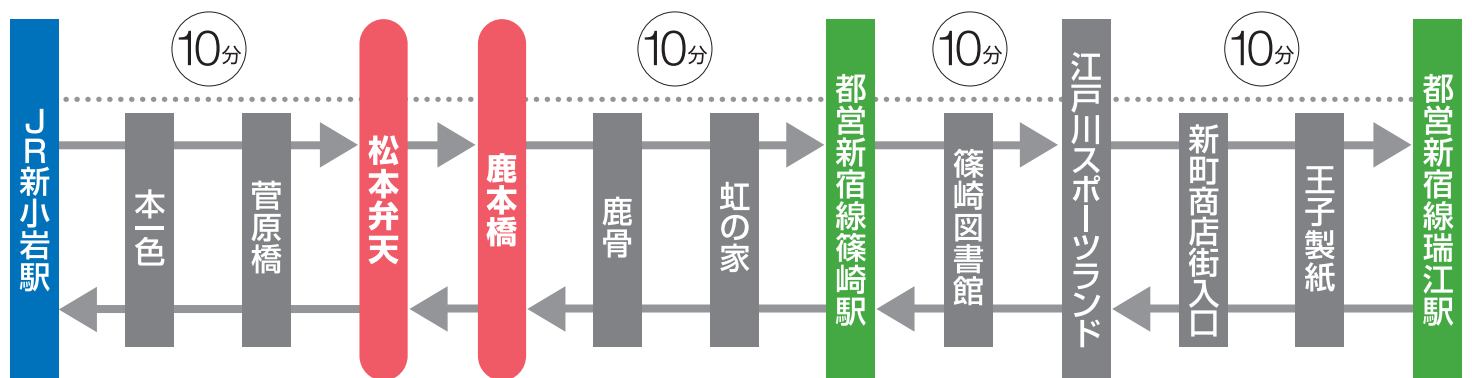 10分
10分
10分
10分
JR新小岩駅
本一色
菅原橋
松本弁天
鹿本橋
鹿骨
虹の家
都営新宿線篠崎駅
篠崎図書館
江戸川スポーツランド
新町商店街入口
王子製紙
都営新宿線瑞江駅